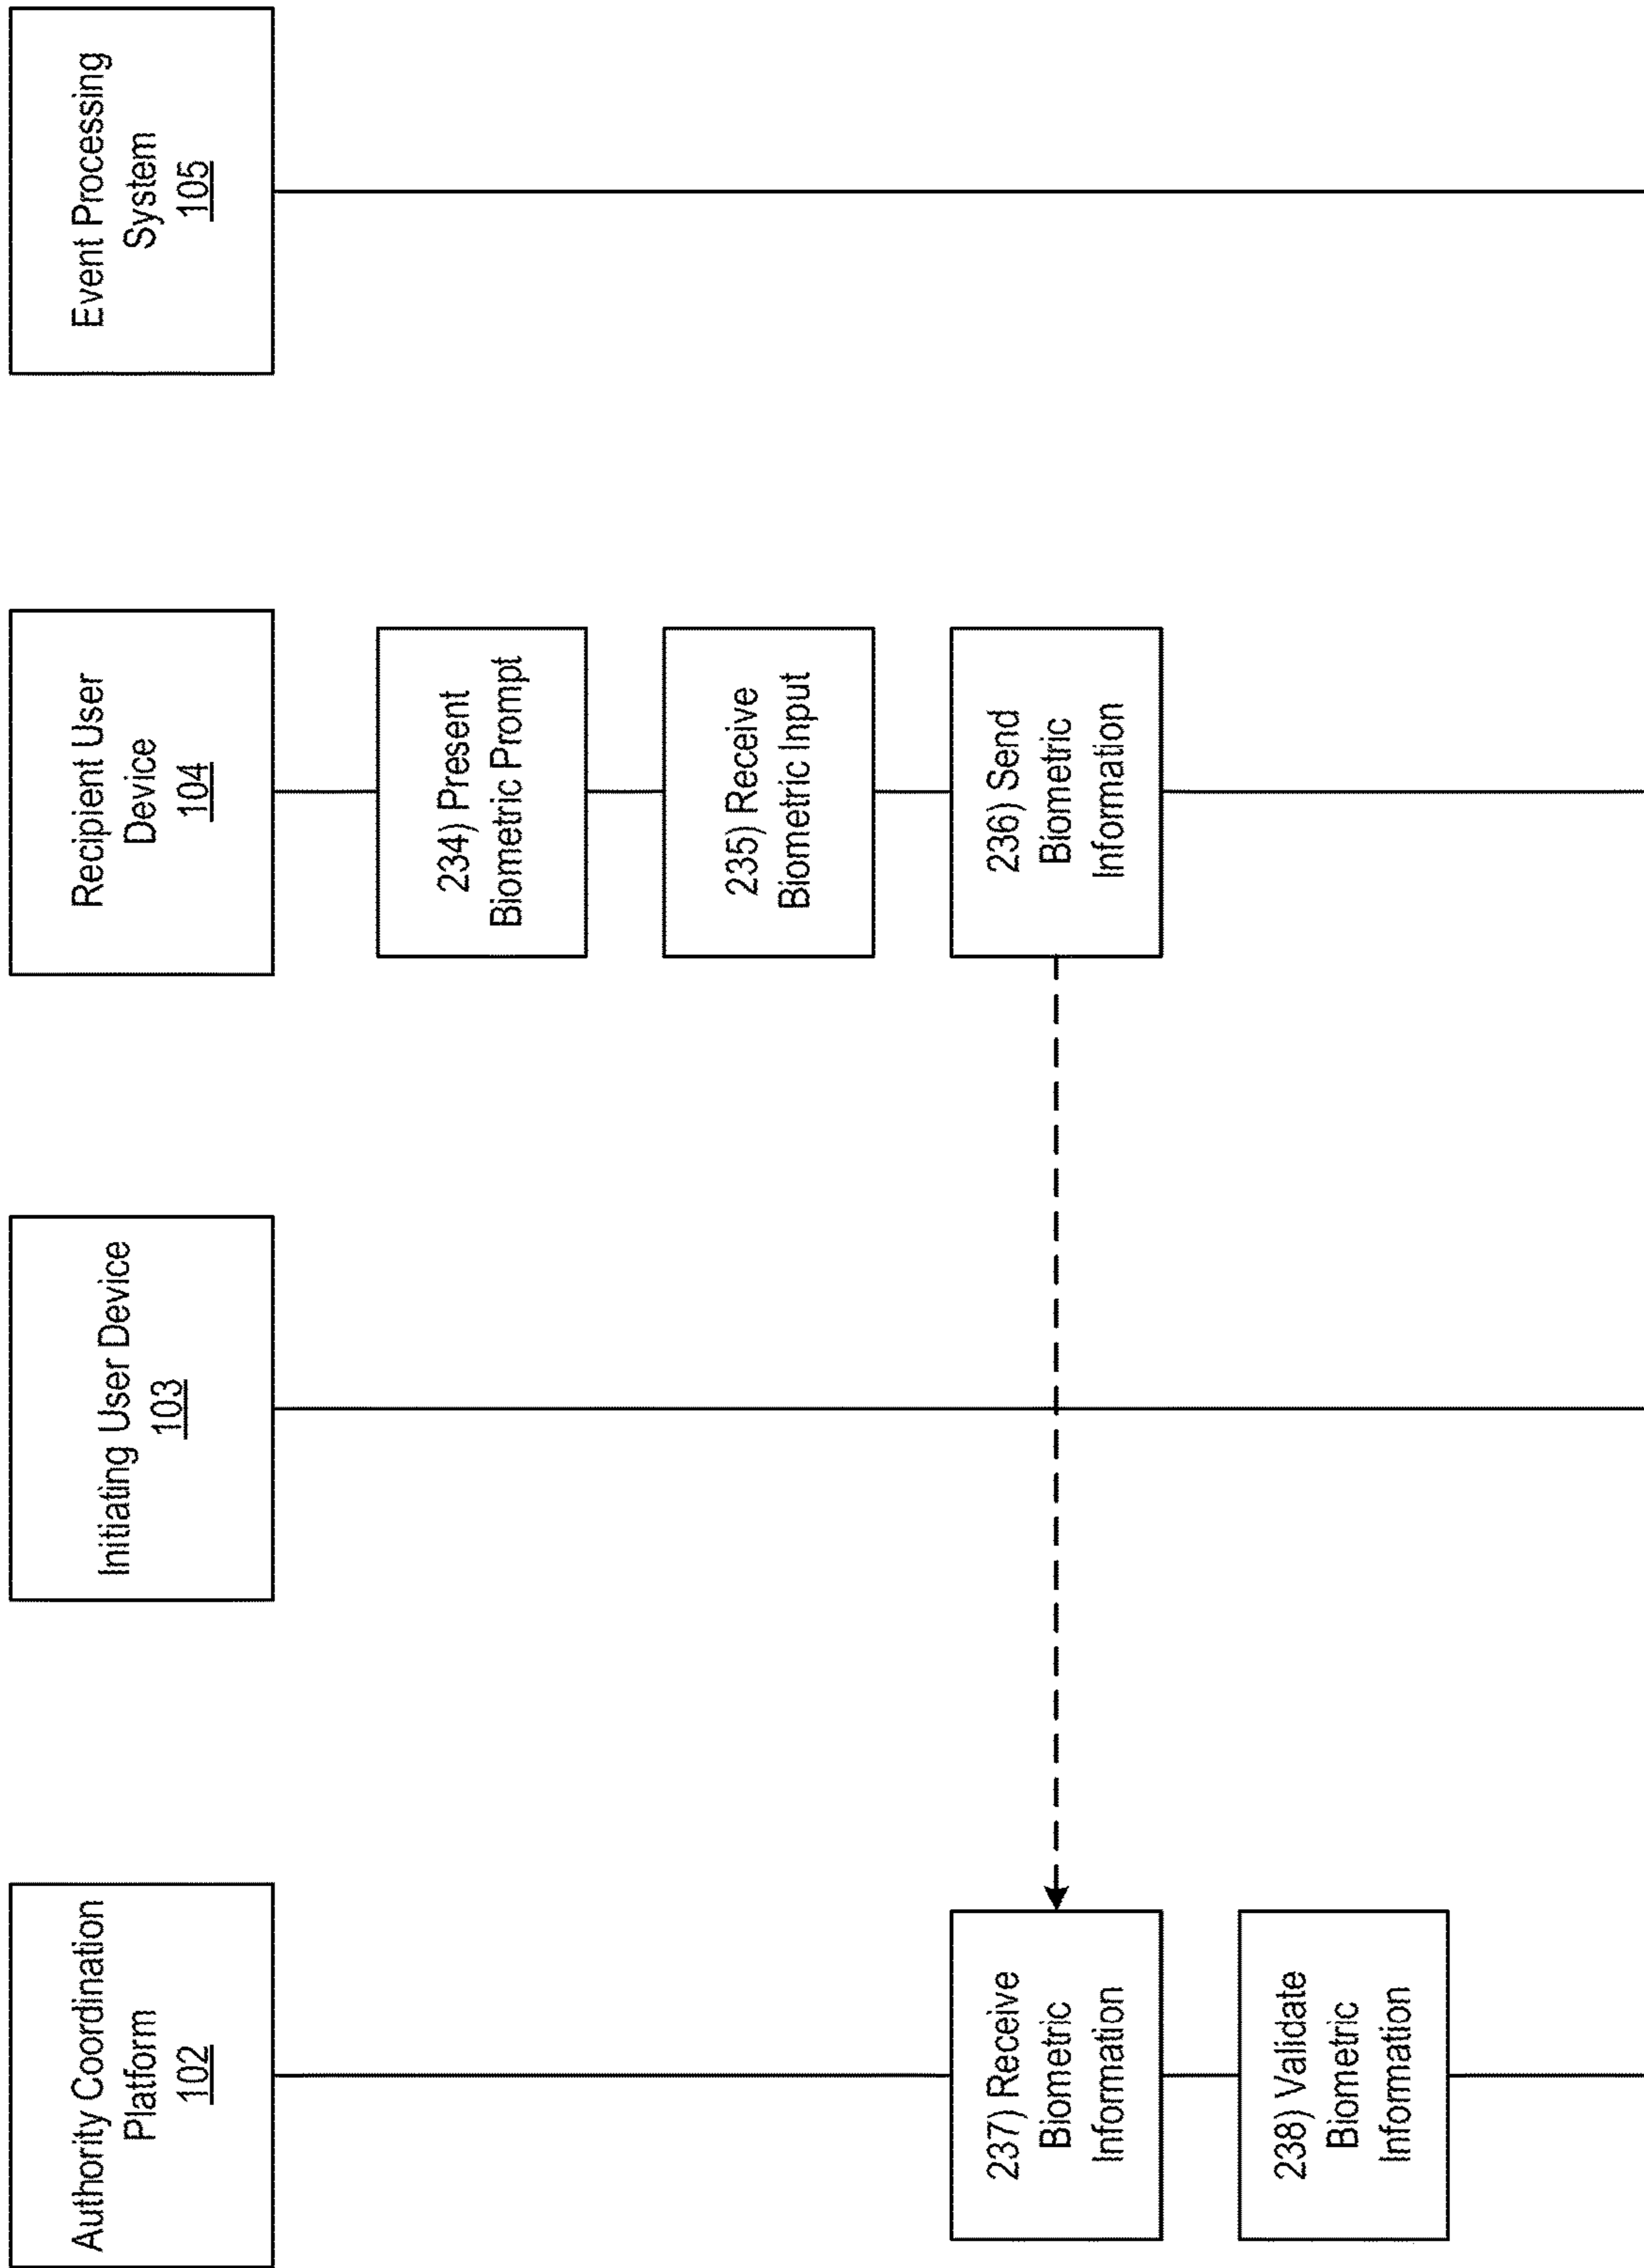 Authority Coordination
Platform
102
Initiating User Device
103
Recipient User
Device
104
Event Processing
System
105
234) Present
Biometric Prompt
235) Receive
Biometric Input
236) Send
Biometric
Information
237) Receive
Biometric
Information
238) Validate
Biometric
Information